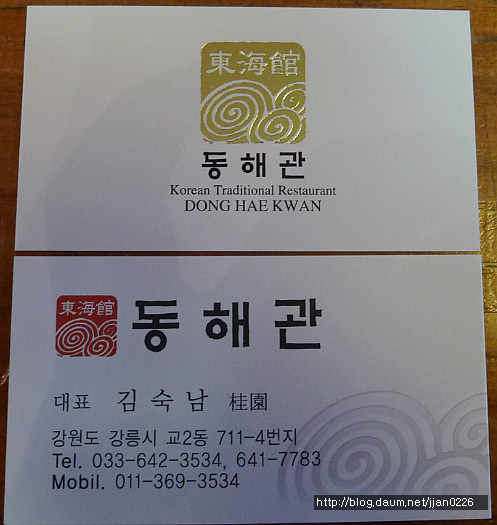 東海館
동해관
Korean Traditional Restaurant
DONG HAE KWAN
東海館
동해관
대표 김숙남 桂園
강원도 강릉시 교2동 711-4번지
Tel. 033-642-3534, 641-7783
Mobil. 011-369-3534
http://blog.daum.net/jjan0226